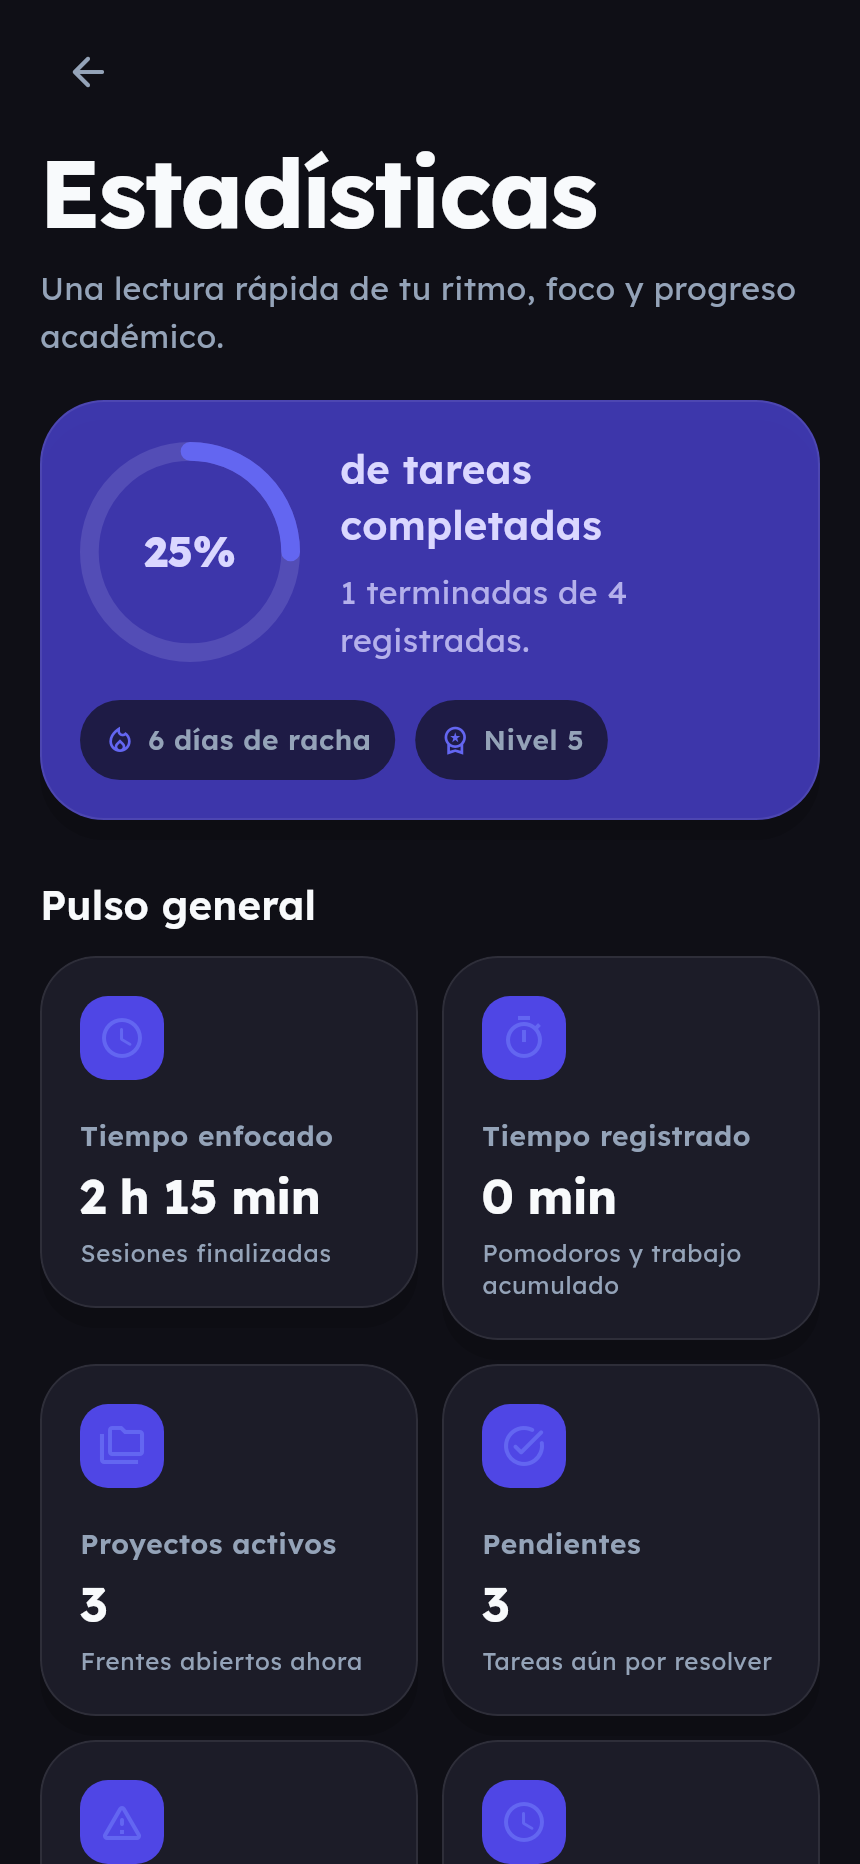 Estadísticas
Una lectura rápida de tu ritmo, foco y progreso
académico.
25%
de tareas
completadas
1 terminadas de 4
registradas.
6 días de racha
Nivel 5
Pulso general
Tiempo enfocado
2 h 15 min
Sesiones finalizadas
Tiempo registrado
0 min
Pomodoros y trabajo
acumulado
Proyectos activos
3
Frentes abiertos ahora
Pendientes
3
Tareas aún por resolver